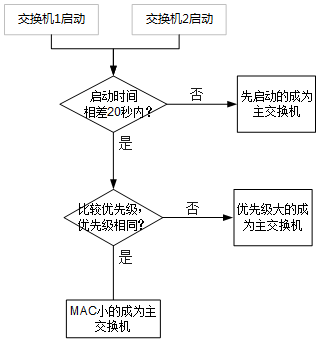 交换机1启动
交换机2启动
启动时间
相差20秒内？
否
先启动的成为
主交换机
是
比较优先级，
优先级相同？
否
优先级大的成
为主交换机
是
MAC小的成为主
交换机